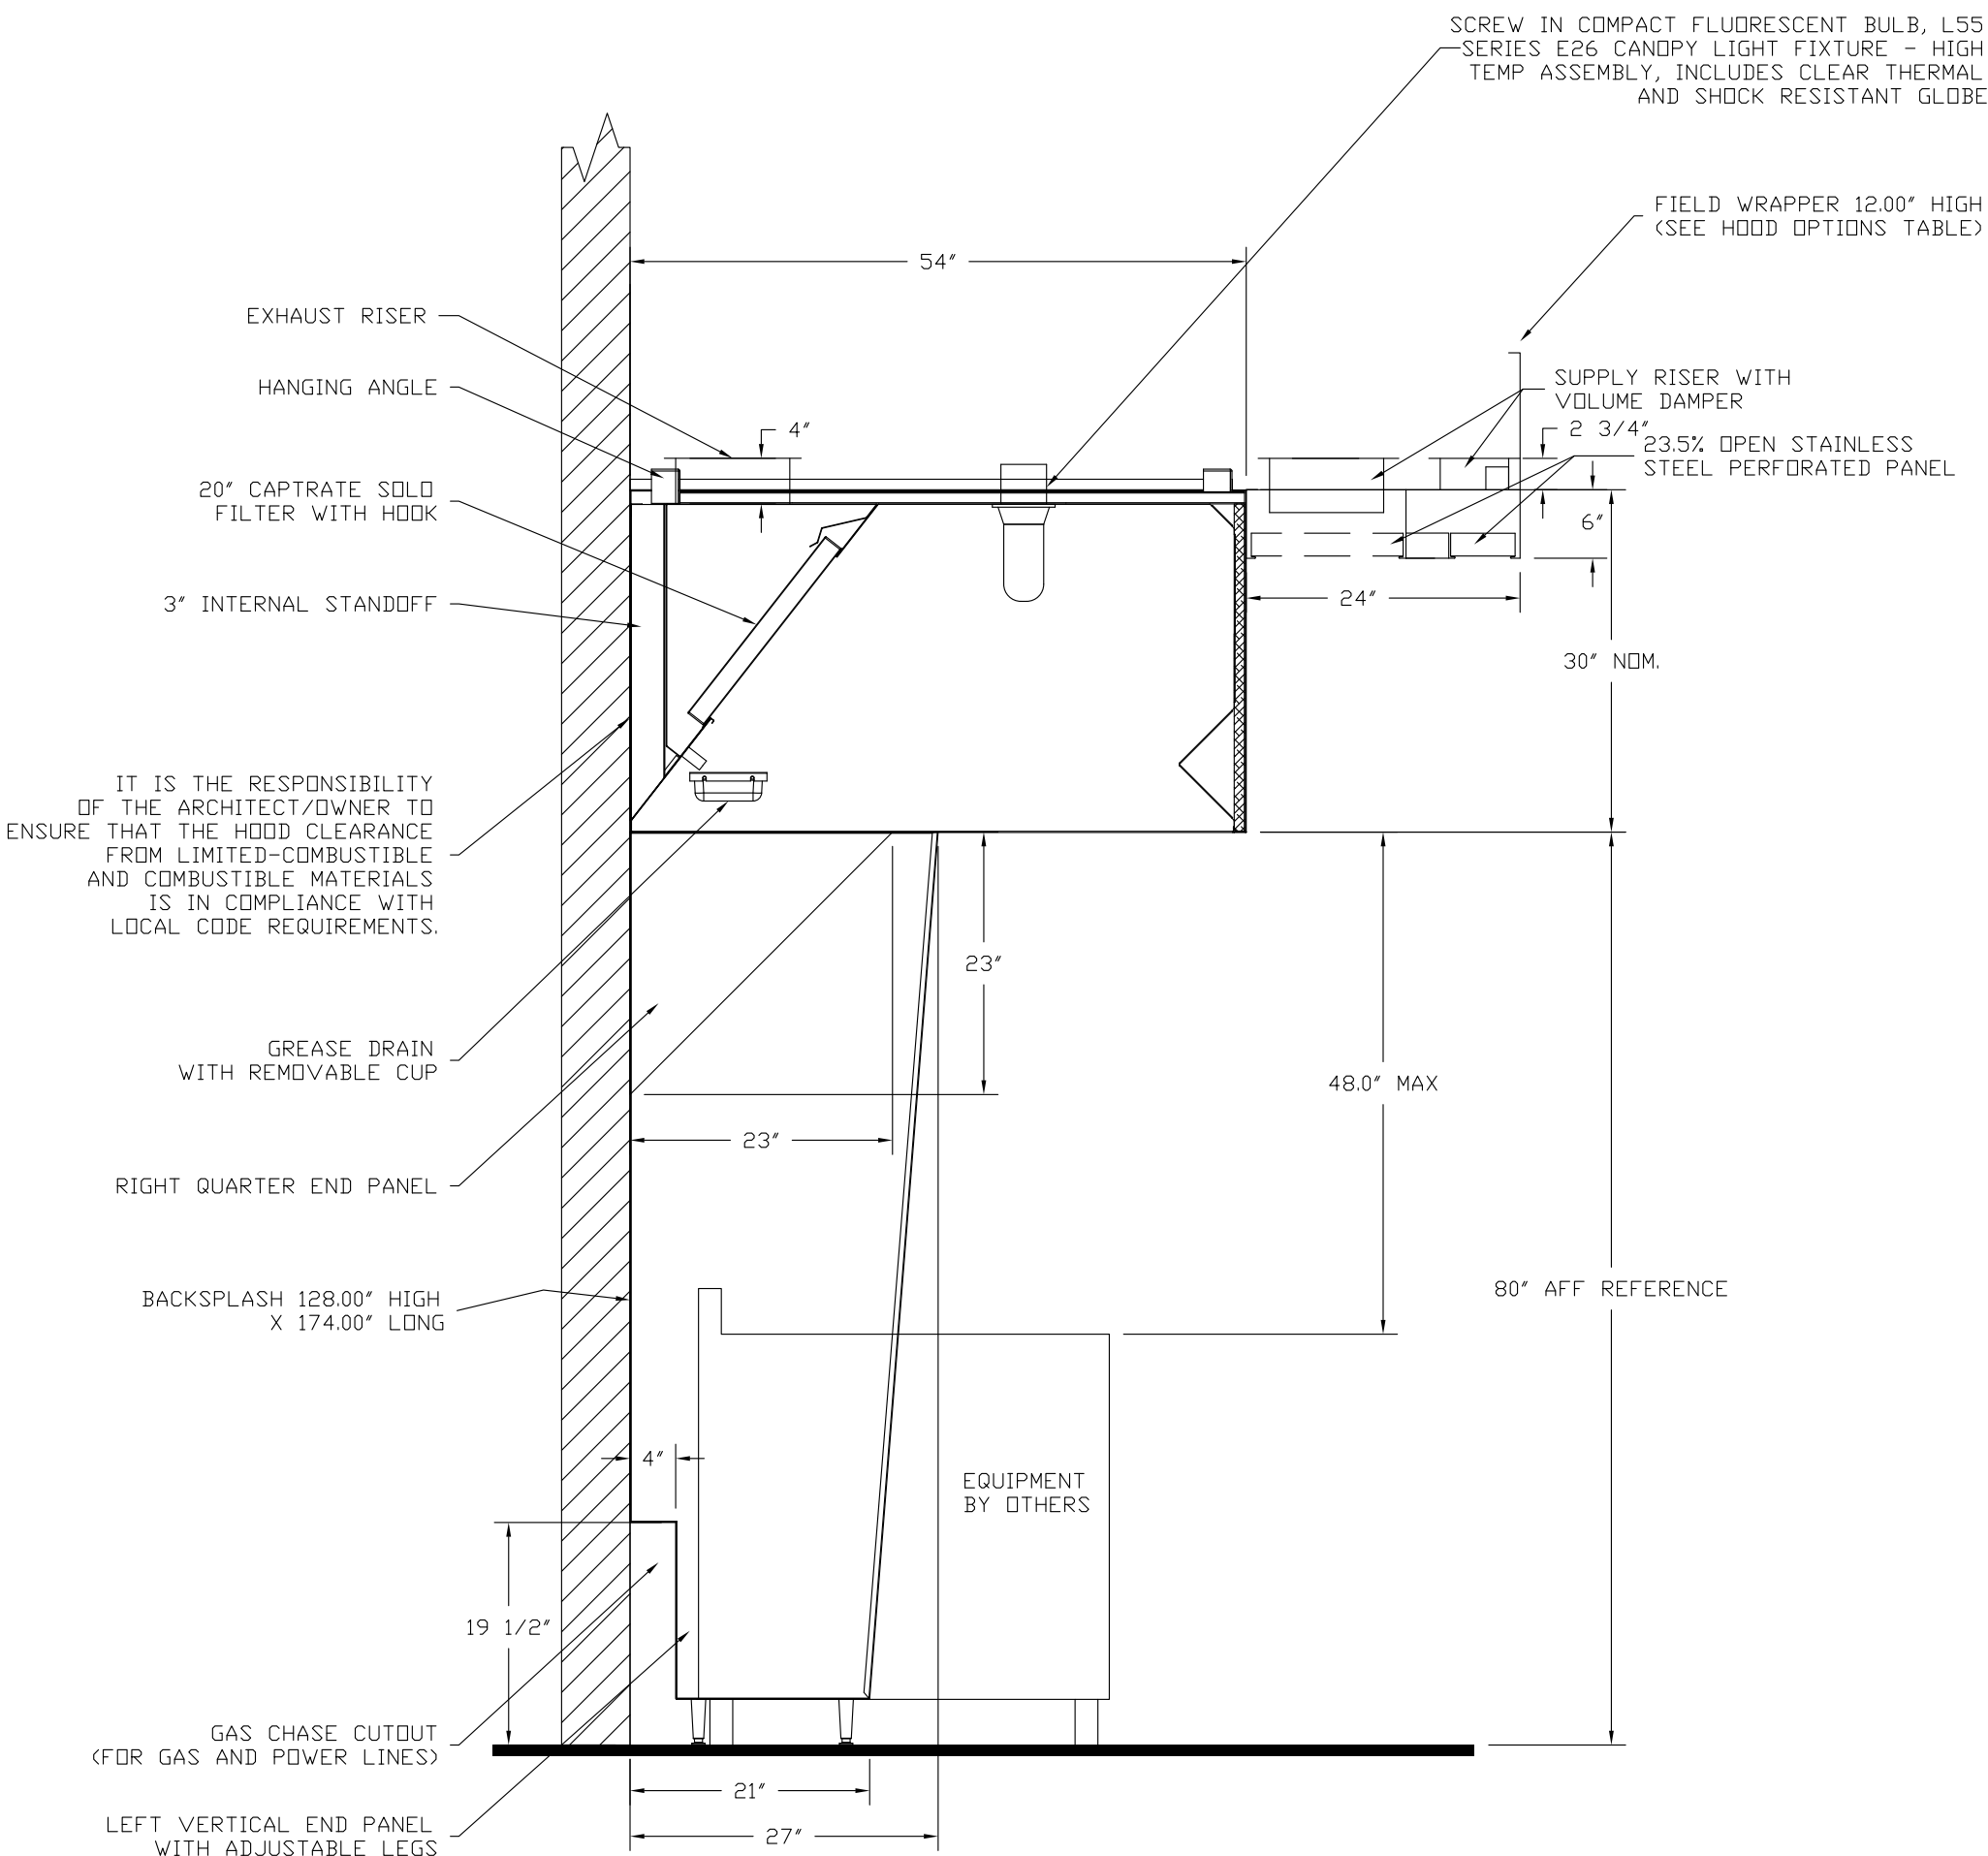 SCREW IN COMPACT FLUORESCENT BULB, L55
SERIES E26 CANOPY LIGHT FIXTURE - HIGH
TEMP ASSEMBLY, INCLUDES CLEAR THERMAL
AND SHOCK RESISTANT GLOBE
FIELD WRAPPER 12.00" HIGH
(SEE HOOD OPTIONS TABLE)
54"
EXHAUST RISER
HANGING ANGLE
SUPPLY RISER WITH
VOLUME DAMPER
4"
2 3/4"
23.5% OPEN STAINLESS
STEEL PERFORATED PANEL
20" CAPTRATE SOLO
FILTER WITH HOOK
6"
3" INTERNAL STANDOFF
24"
30" NOM.
IT IS THE RESPONSIBILITY
OF THE ARCHITECT/OWNER TO
ENSURE THAT THE HOOD CLEARANCE
FROM LIMITED-COMBUSTIBLE
AND COMBUSTIBLE MATERIALS
IS IN COMPLIANCE WITH
LOCAL CODE REQUIREMENTS.
23"
GREASE DRAIN
WITH REMOVABLE CUP
48.0" MAX
23"
RIGHT QUARTER END PANEL
80" AFF REFERENCE
BACKSPLASH 128.00" HIGH
X 174.00" LONG
4"
EQUIPMENT
BY OTHERS
19 1/2"
GAS CHASE CUTOUT
(FOR GAS AND POWER LINES)
21"
LEFT VERTICAL END PANEL
WITH ADJUSTABLE LEGS
27"